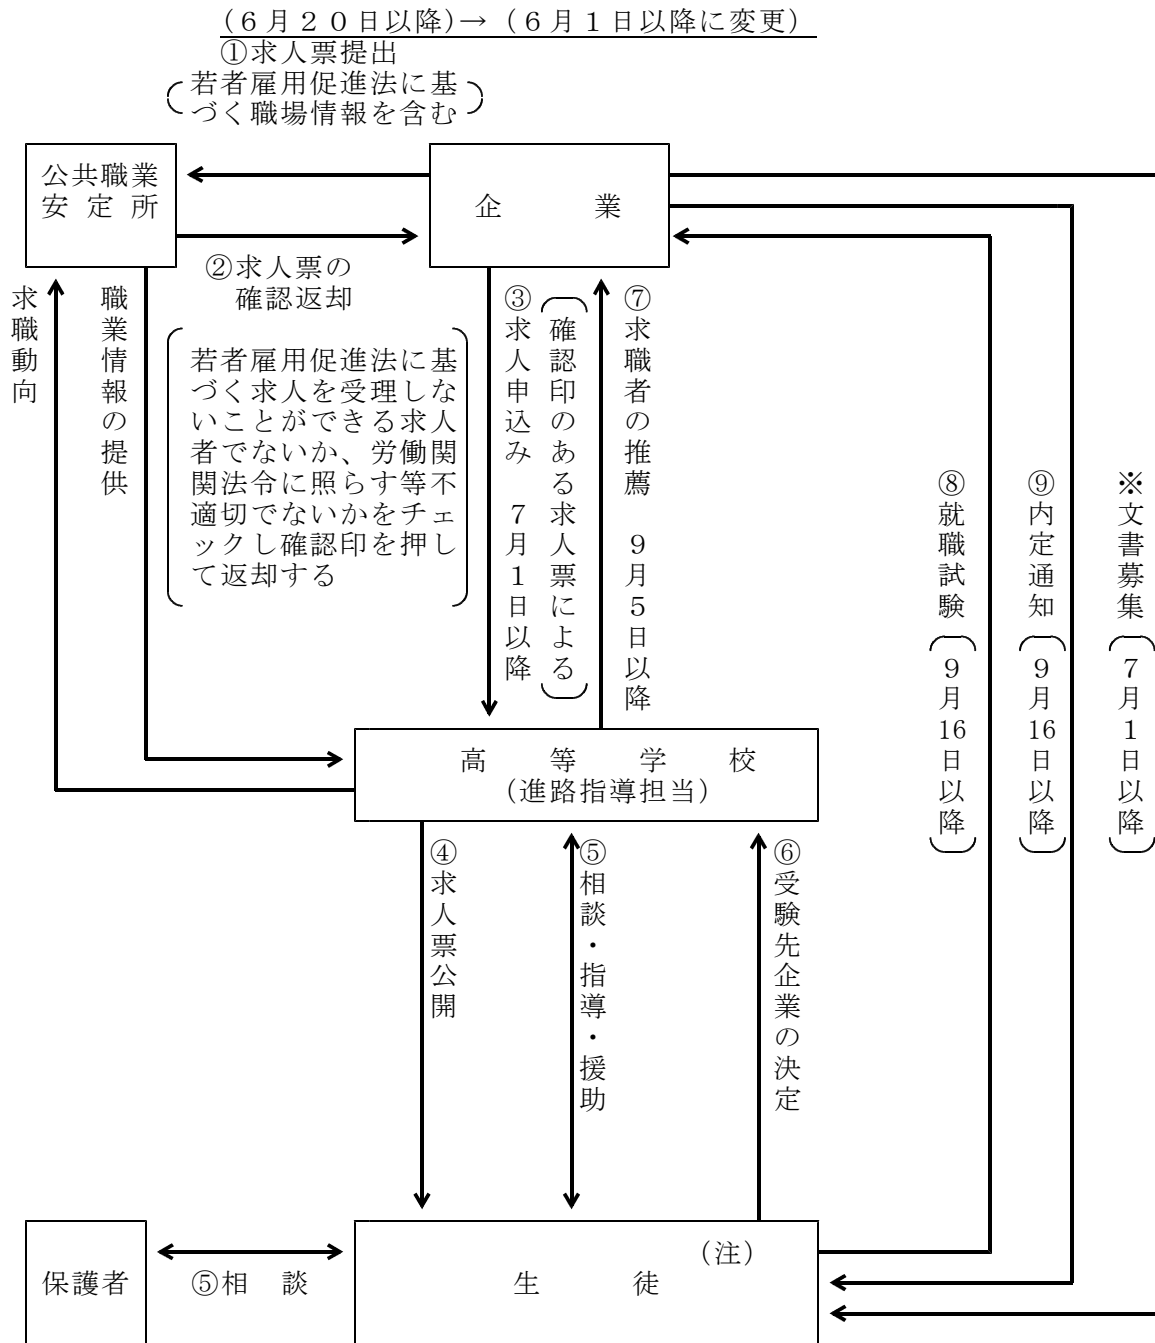 (６月２０日以降)→（６月１日以降に変更）
①求人票提出
若者雇用促進法に基
づく職場情報を含む
公共職業
安定所
企業
②求人票の
確認返却
若者雇用促進法に基
づく求人を受理しな
いことができる求人
者でないか、労働関
関法令に照らす等不
適切でないかをチェ
ックし確認印を押し
て返却する
求職動向
職業情報の提供
③求人申込み　７月１日以降
確認印のある求人票による
⑦求職者の推薦　９月５日以降
⑧就職試験（９月16日以降）
⑨内定通知（９月16日以降）
※文書募集（７月１日以降）
高等学校
（進路指導担当）
④求人票公開
⑤相談・指導・援助
⑥受験先企業の決定
保護者
⑤相　談
（注）
生徒